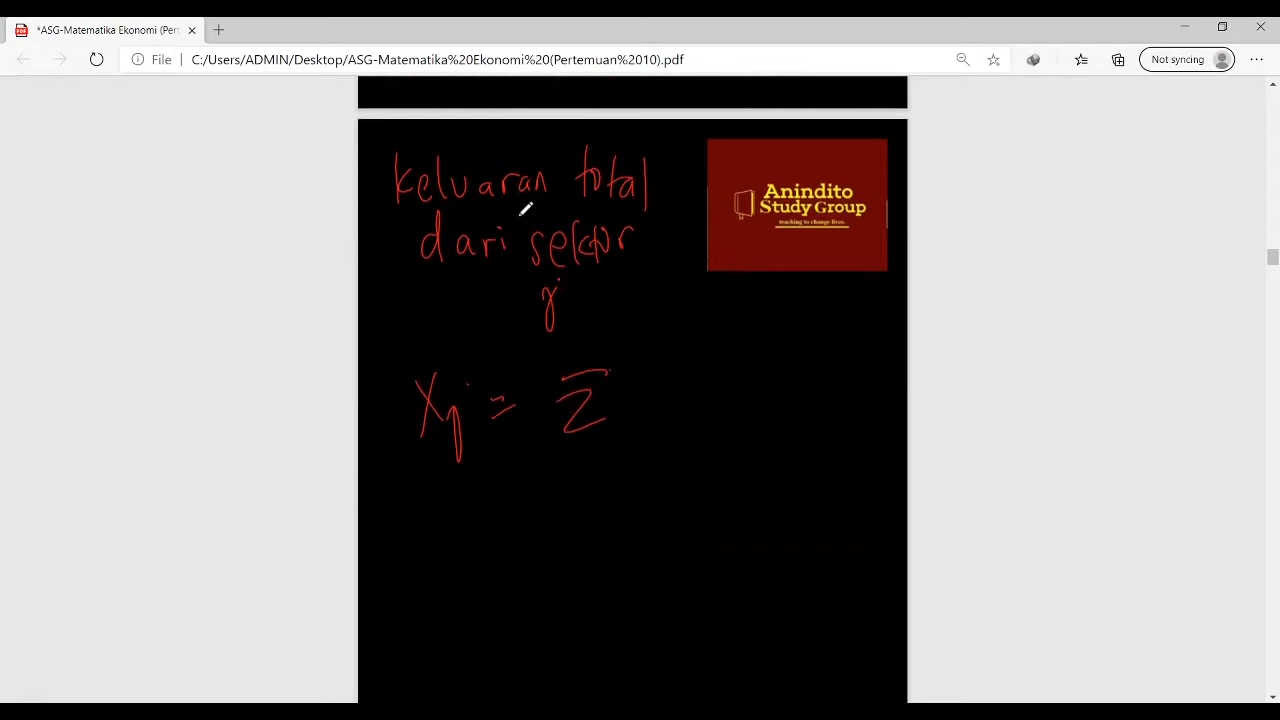 *ASG-Matematika Ekonomi (Pert
File
C:/Users/ADMIN/Desktop/ASG-Matematika%20Ekonomi%20(Pertemuan%2010).pdf
Not syncing
keluaran total
dari sektor
j
Xj = Σ
Anindito
Study Group
teaching to change lives.